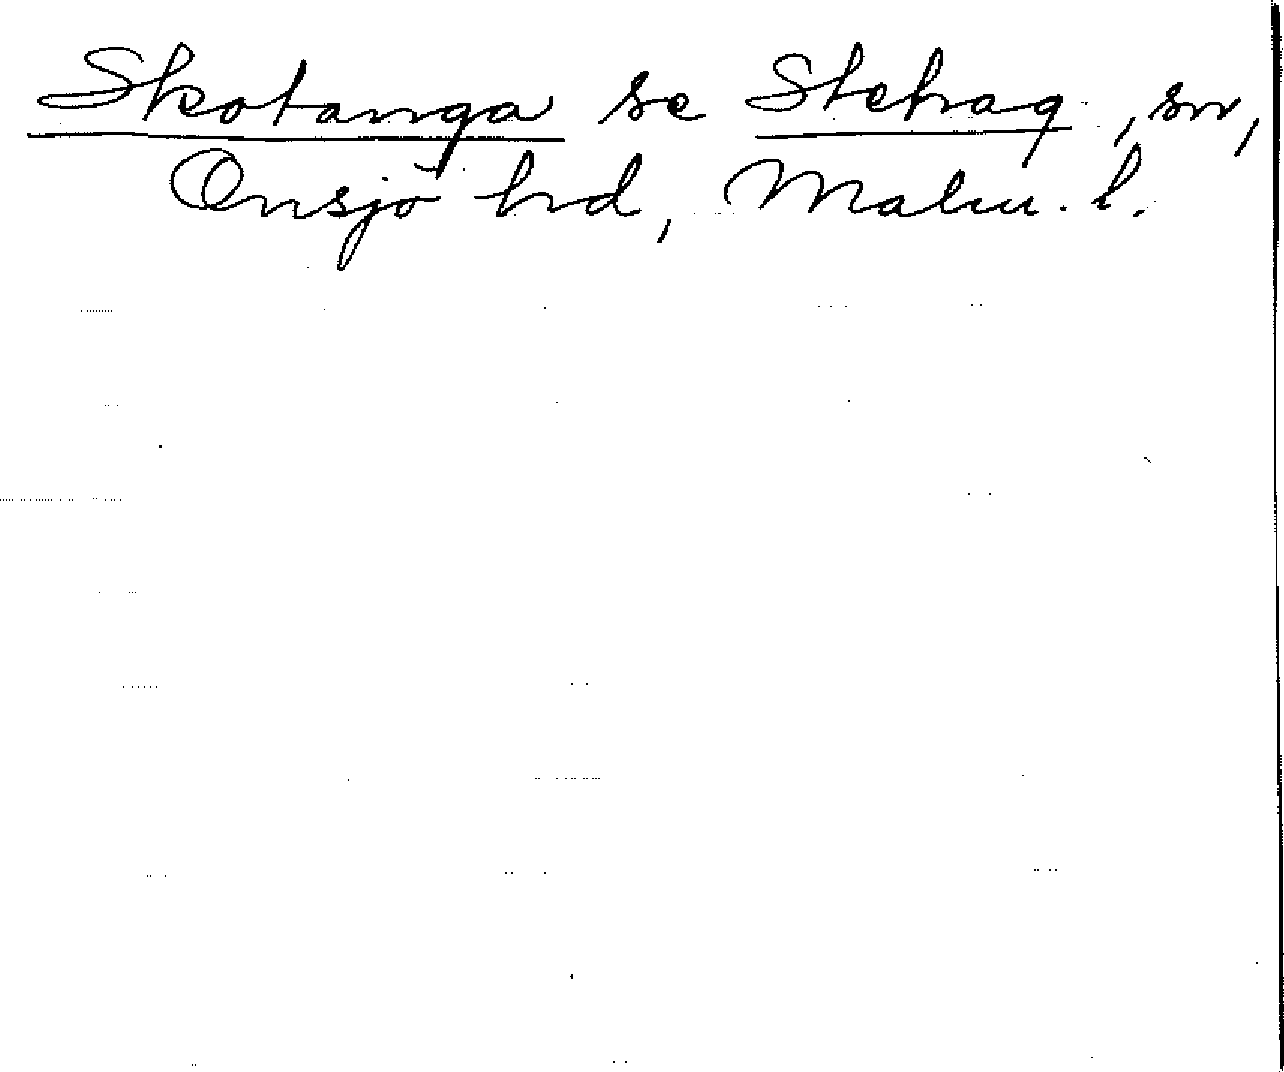 Skotanga se Stehag, sn,
Onsjö hd, Malm. l.